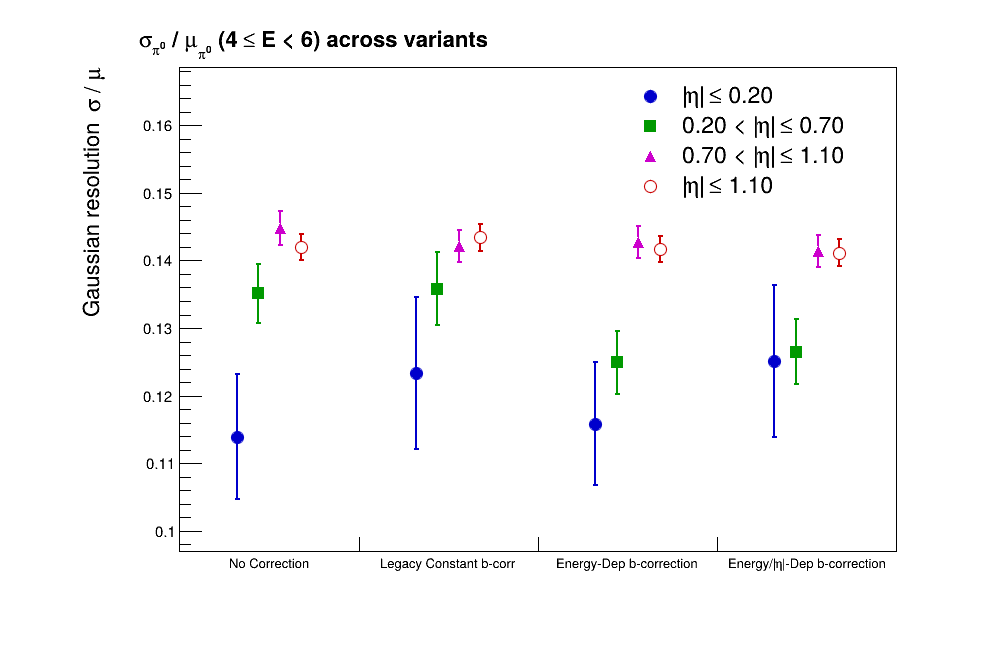 σπ⁰ / μπ⁰ (4 ≤ E < 6) across variants
Gaussian resolution σ / μ
|η| ≤ 0.20
0.20 < |η| ≤ 0.70
0.70 < |η| ≤ 1.10
|η| ≤ 1.10
0.16
0.15
0.14
0.13
0.12
0.11
0.1
No Correction
Legacy Constant b-corr
Energy-Dep b-correction
Energy/|η|-Dep b-correction